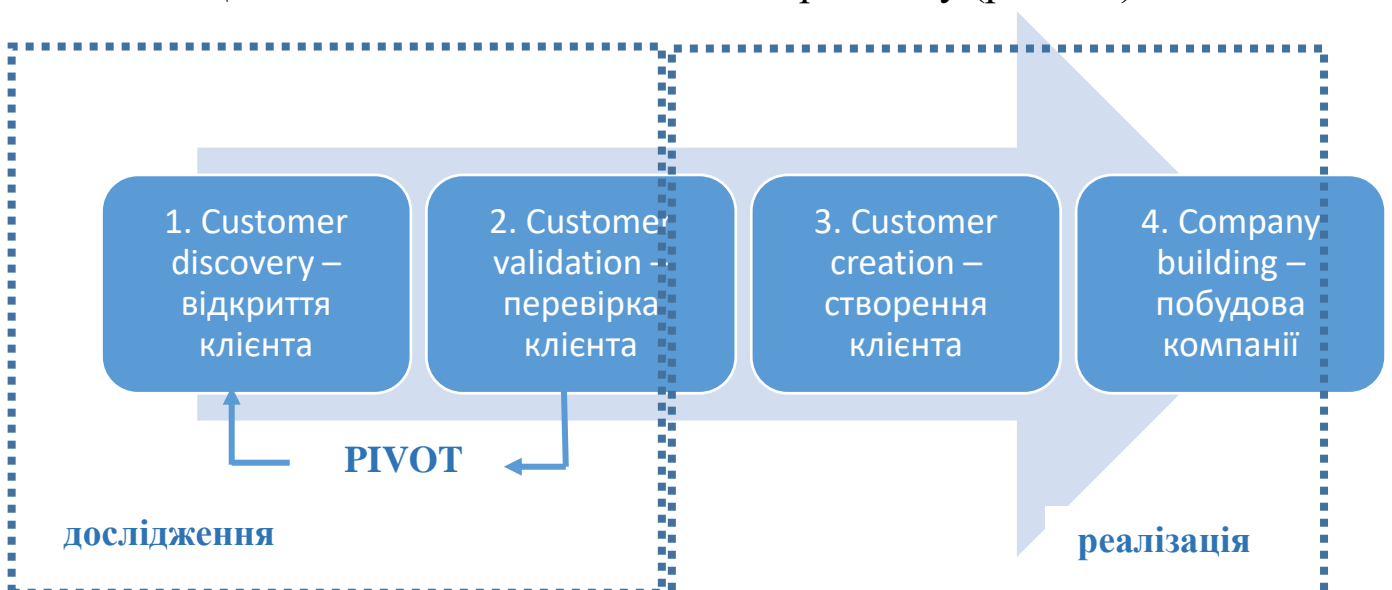 1. Customer
discovery –
відкриття
клієнта
2. Customer
validation –
перевірка
клієнта
3. Customer
creation –
створення
клієнта
4. Company
building –
побудова
компанії
PIVOT
дослідження
реалізація